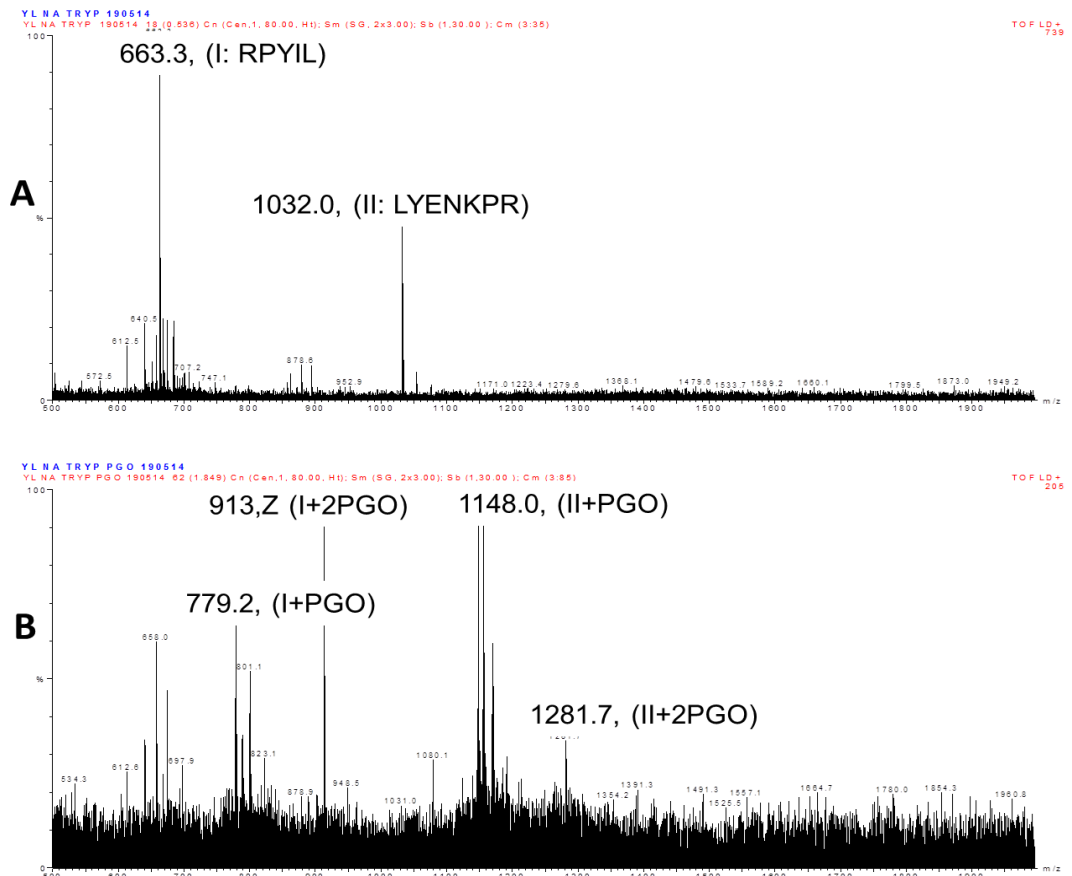 YL NA TRYP 190514
YL NA TRYP 190514 18 (0.536) Cn (Cen,1, 80.00, Ht); Sm (SG, 2x3.00); Sb (1,30.00 ); Cm (3:35)
TOF LD+
739
100
663.3, (I: RPYIL)
A
1032.0, (II: LYENKPR)
%
640.5
612.5
572.5
707.2
747.1
878.6
952.9
1171.0
1223.4
1279.6
1368.1
1479.6
1533.7
1589.2
1660.1
1799.5
1873.0
1949.2
0
500 600 700 800 900 1000 1100 1200 1300 1400 1500 1600 1700 1800 1900
m/z
YL NA TRYP PGO 190514
YL NA TRYP PGO 190514 62 (1.849) Cn (Cen,1, 80.00, Ht); Sm (SG, 2x3.00); Sb (1,30.00 ); Cm (3:85)
TOF LD+
205
100
913,Z (I+2PGO)
1148.0, (II+PGO)
779.2, (I+PGO)
B
658.0
%
801.1
1281.7, (II+2PGO)
823.1
1080.1
697.9
612.6
534.3
878.9
948.5
1031.0
1354.2
1391.3
1491.3
1525.5
1557.1
1664.7
1780.0
1854.3
1960.8
0
m/z